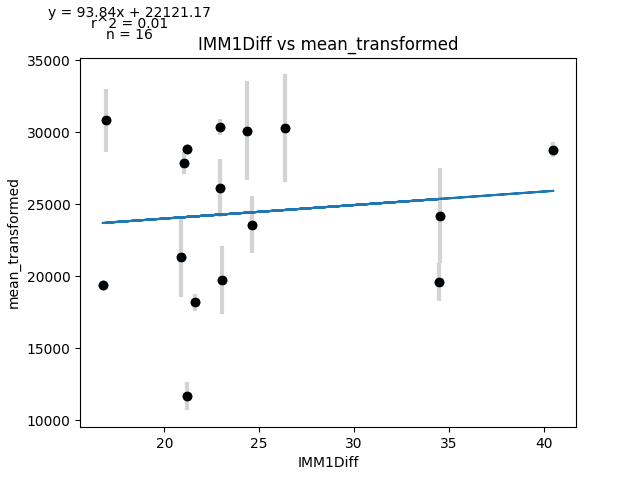 y = 93.84x + 22121.17
r^2 = 0.01
n = 16
IMM1Diff vs mean_transformed
35000
30000
25000
20000
15000
10000
mean_transformed
20 25 30 35 40
IMM1Diff